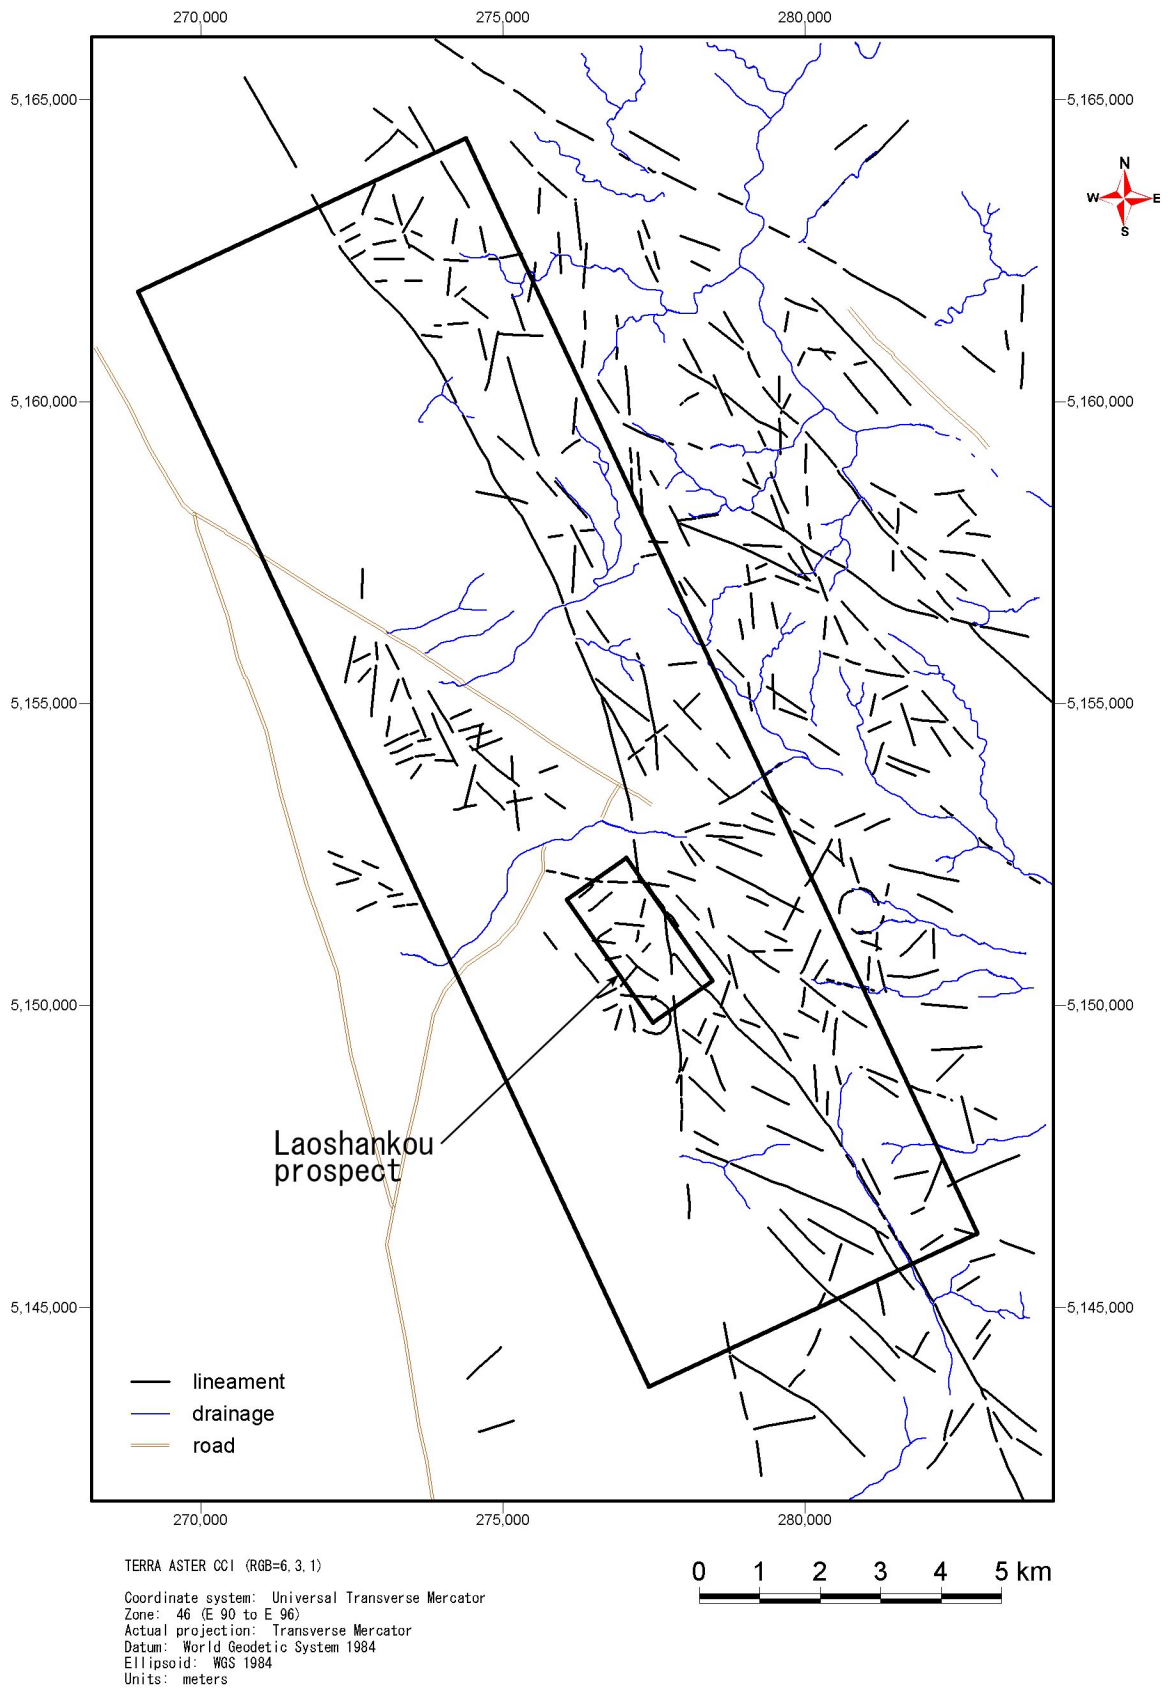 270,000 275,000 280,000
5,165,000 5,165,000
N
W E
S
5,160,000 5,160,000
5,155,000 5,155,000
5,150,000 5,150,000
Laoshankou
prospect
5,145,000 5,145,000
lineament
drainage
road
270,000 275,000 280,000
TERRA ASTER CCI (RGB=6,3,1)
Coordinate system: Universal Transverse Mercator
Zone: 46 (E 90 to E 96)
Actual projection: Transverse Mercator
Datum: World Geodetic System 1984
Ellipsoid: WGS 1984
Units: meters
0 1 2 3 4 5 km